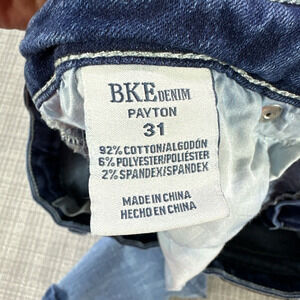 BKE DENIM
PAYTON
31
92% COTTON/ALGODÓN
6% POLYESTER/POLIÉSTER
2% SPANDEX/SPANDEX
MADE IN CHINA
HECHO EN CHINA